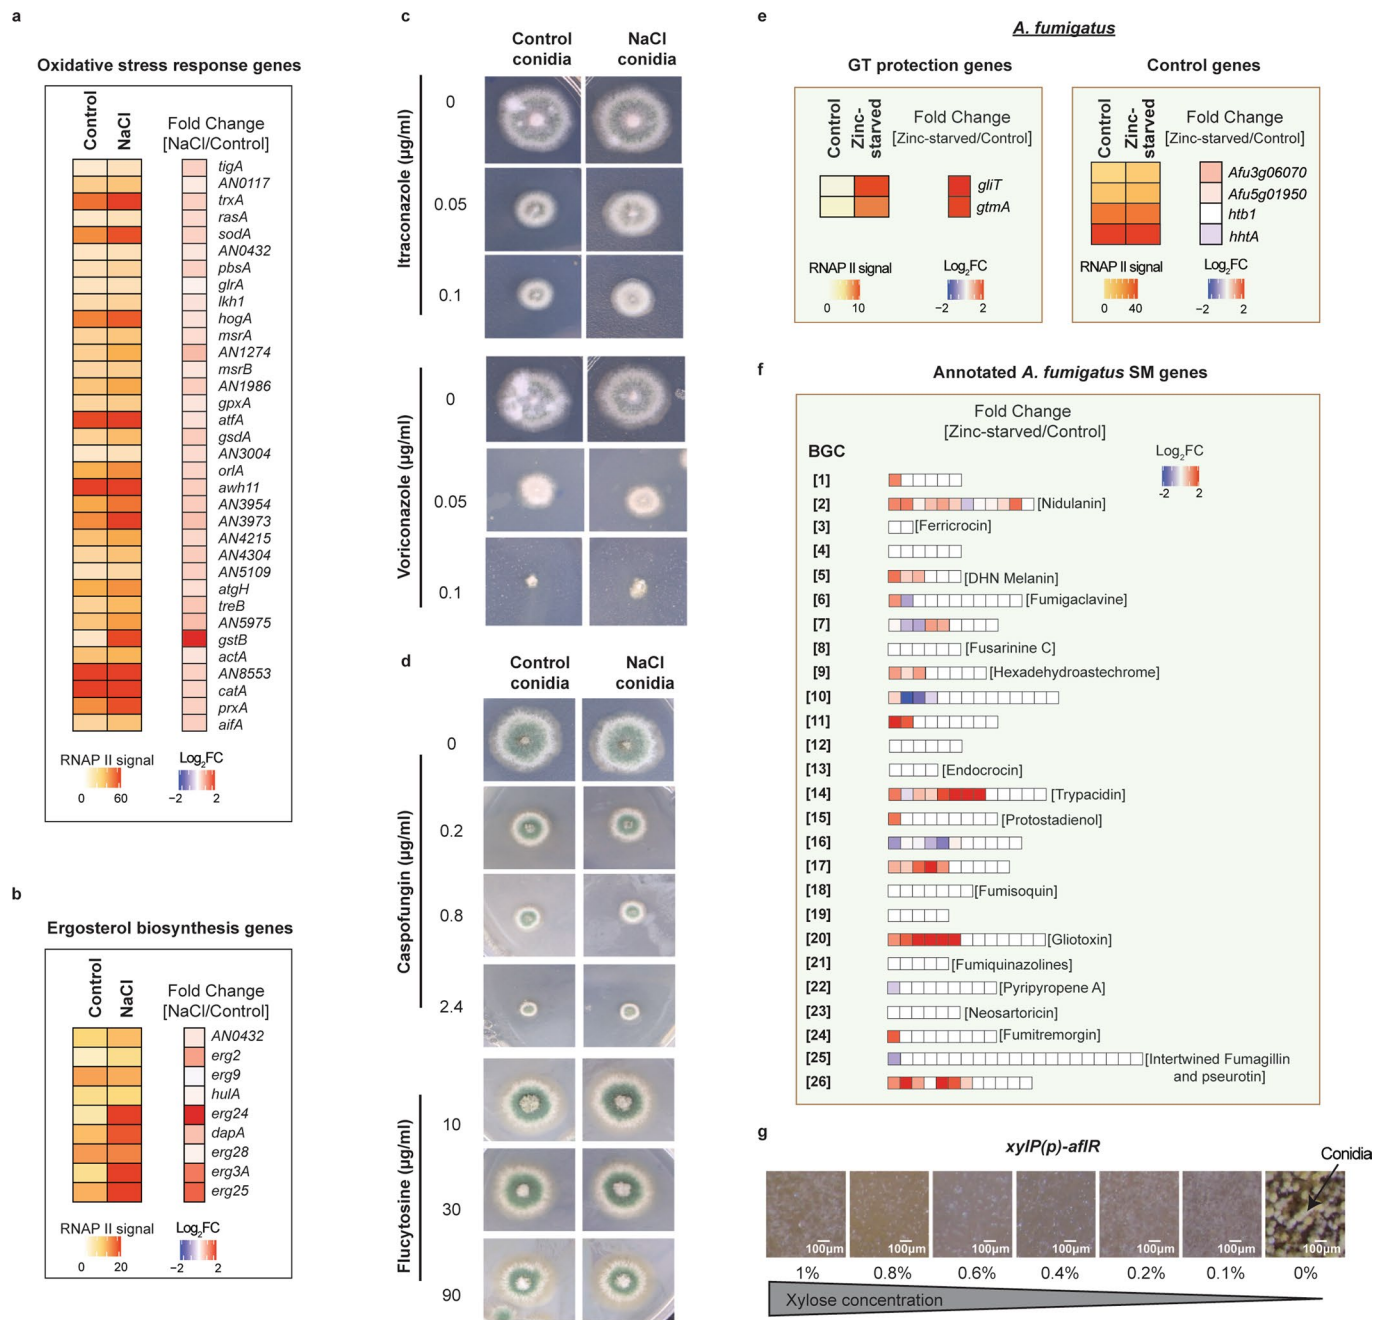 a
Oxidative stress response genes
Control
NaCl
Fold Change
[NaCl/Control]
tigA
AN0117
trxA
rasA
sodA
AN0432
pbsA
glrA
lkh1
hogA
msrA
AN1274
msrB
AN1986
gpxA
atfA
gsdA
AN3004
orlA
awh11
AN3954
AN3973
AN4215
AN4304
AN5109
atgH
treB
AN5975
gstB
actA
AN8553
catA
prxA
aifA
RNAP II signal
0 60
Log2FC
−2 2
b
Ergosterol biosynthesis genes
Control
NaCl
Fold Change
[NaCl/Control]
AN0432
erg2
erg9
hulA
erg24
dapA
erg28
erg3A
erg25
RNAP II signal
0 20
Log2FC
−2 2
c
Control conidia
NaCl conidia
Itraconazole (µg/ml)
0
0.05
0.1
Voriconazole (µg/ml)
0
0.05
0.1
d
Control conidia
NaCl conidia
0
Caspofungin (µg/ml)
0.2
0.8
2.4
Flucytosine (µg/ml)
10
30
90
e
A. fumigatus
GT protection genes
Control
Zinc-starved
Fold Change
[Zinc-starved/Control]
gliT
gtmA
RNAP II signal
0 10
Log2FC
−2 2
Control genes
Control
Zinc-starved
Fold Change
[Zinc-starved/Control]
Afu3g06070
Afu5g01950
htb1
hhtA
RNAP II signal
0 40
Log2FC
−2 2
f
Annotated A. fumigatus SM genes
Fold Change
[Zinc-starved/Control]
BGC
Log2FC
-2 2
[1]
[2] [Nidulanin]
[3] [Ferricrocin]
[4]
[5] [DHN Melanin]
[6] [Fumigaclavine]
[7]
[8] [Fusarinine C]
[9] [Hexadehydroastechrome]
[10]
[11]
[12]
[13] [Endocrocin]
[14] [Trypacidin]
[15] [Protostadienol]
[16]
[17]
[18] [Fumisoquin]
[19]
[20] [Gliotoxin]
[21] [Fumiquinazolines]
[22] [Pyripyropene A]
[23] [Neosartoricin]
[24] [Fumitremorgin]
[25] [Intertwined Fumagillin
and pseurotin]
[26]
g
xylP(p)-aflR
Conidia
100µm 100µm 100µm 100µm 100µm 100µm 100µm
1% 0.8% 0.6% 0.4% 0.2% 0.1% 0%
Xylose concentration